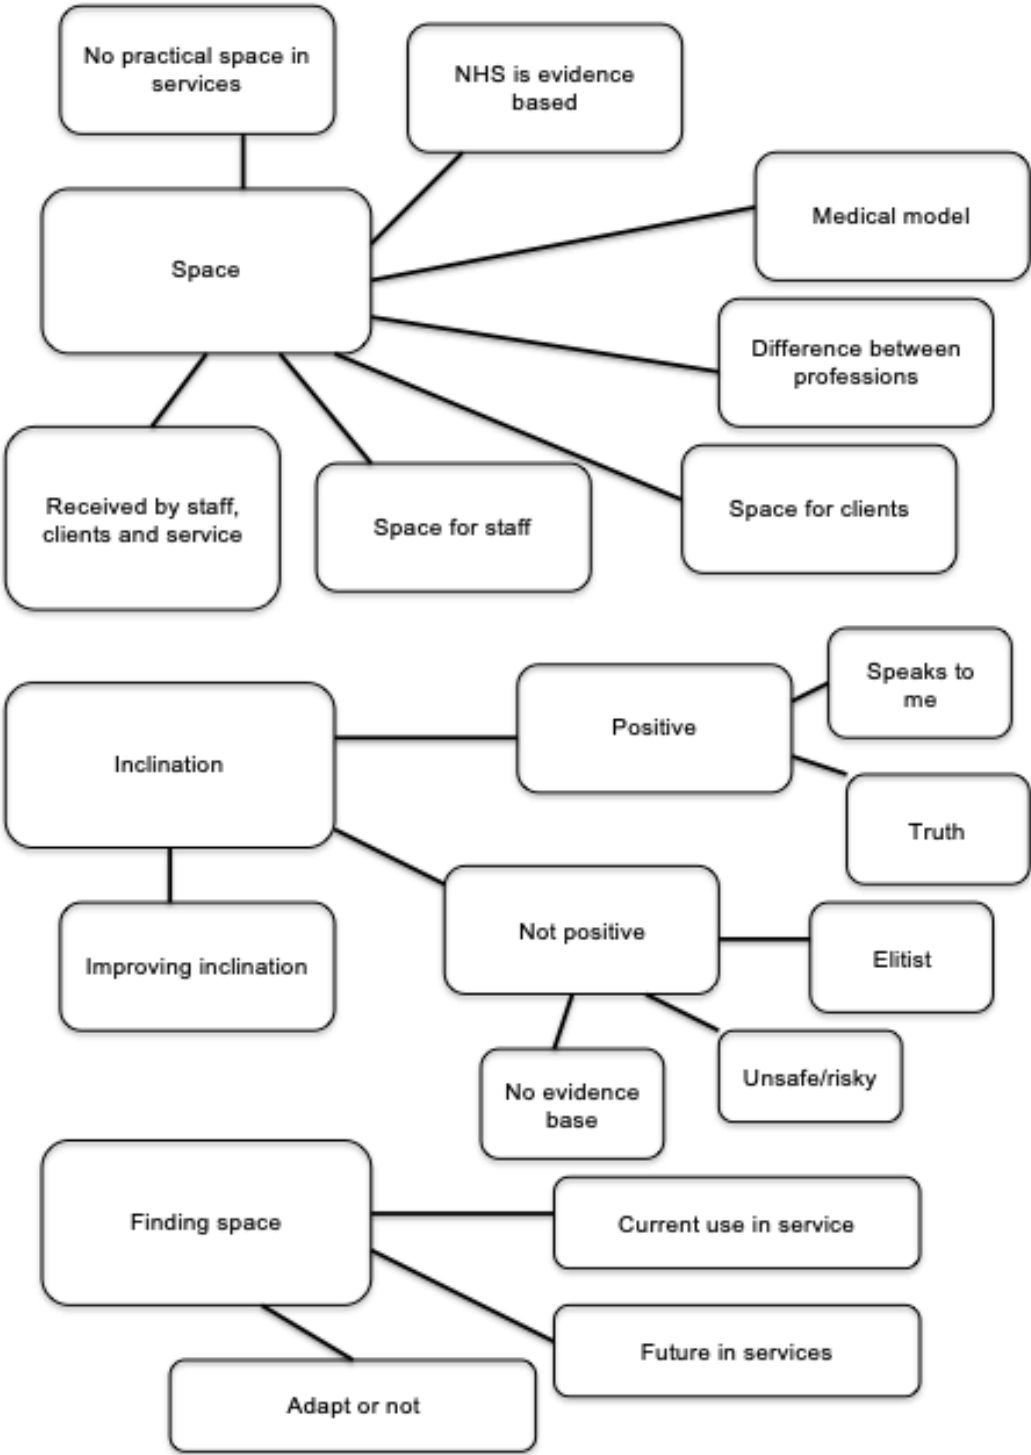 No practical space in
services
NHS is evidence
based
Medical model
Space
Difference between
professions
Received by staff,
clients and service
Space for staff
Space for clients
Speaks to
me
Positive
Inclination
Truth
Not positive
Elitist
Improving inclination
Unsafe/risky
No evidence
base
Finding space
Current use in service
Future in services
Adapt or not